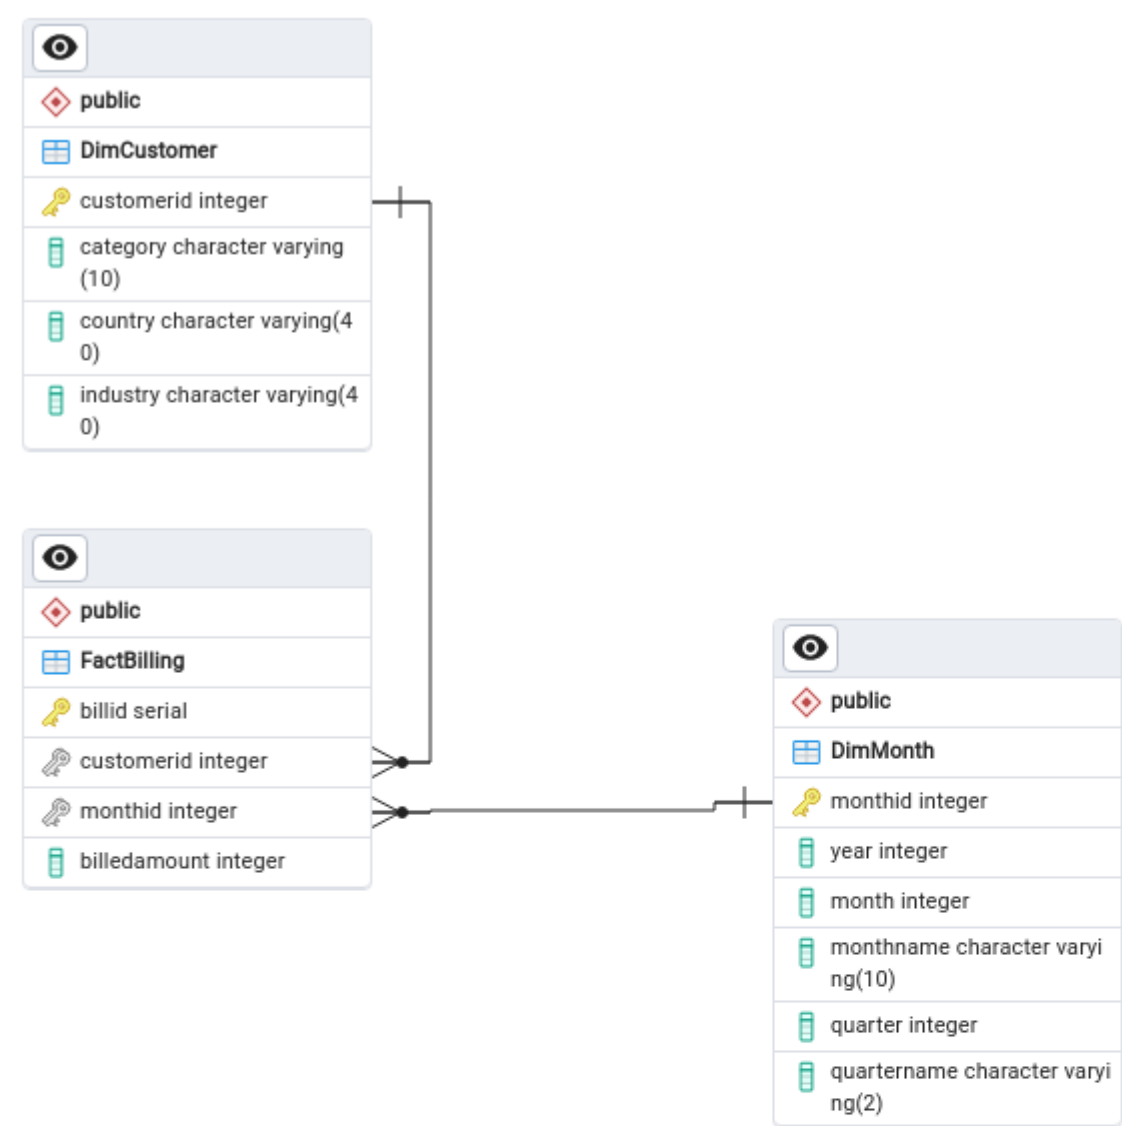 public
DimCustomer
customerid integer
category character varying
(10)
country character varying(4
0)
industry character varying(4
0)
public
FactBilling
billid serial
customerid integer
monthid integer
billedamount integer
public
DimMonth
monthid integer
year integer
month integer
monthname character varyi
ng(10)
quarter integer
quartername character varyi
ng(2)